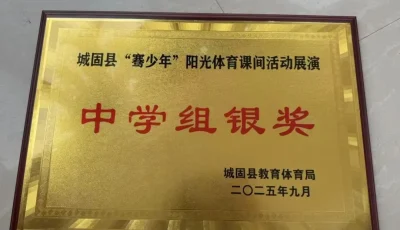 城固县“骞少年”阳光体育课间活动展演
中学组银奖
城固县教育体育局
二〇二五年九月